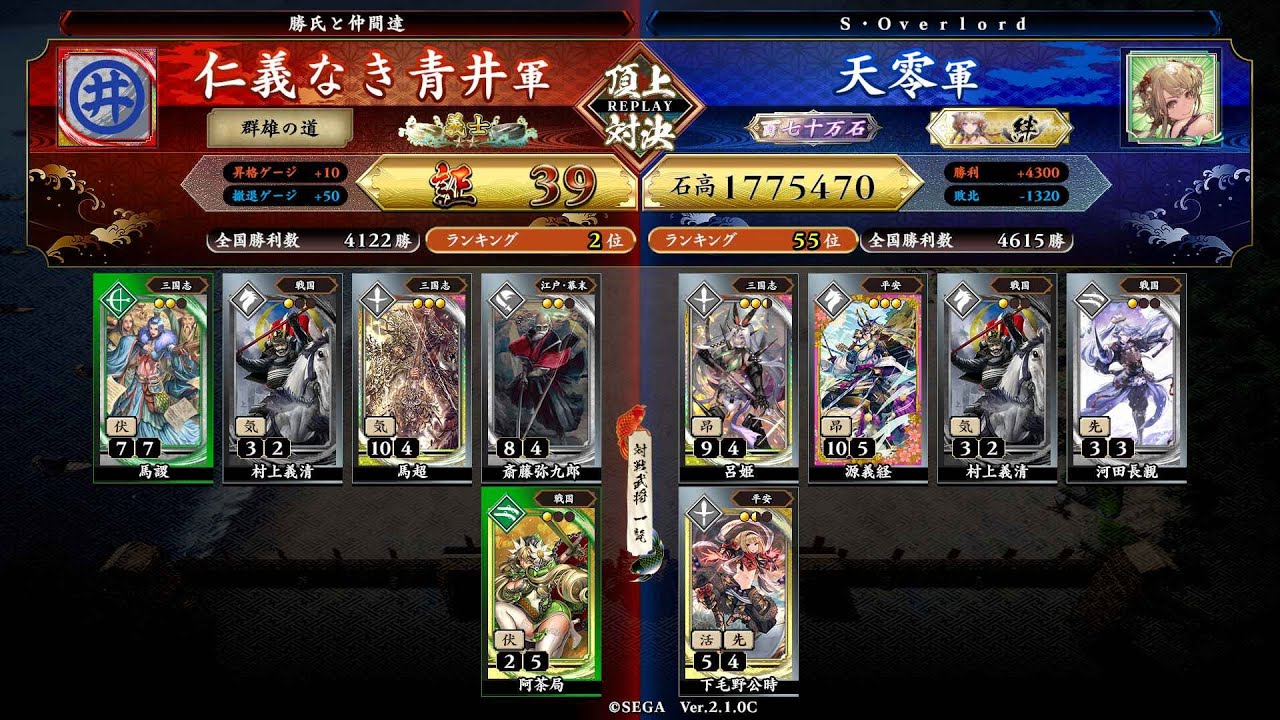 勝氏と仲間達
S・Overlord
仁義なき青井軍
頂上
REPLAY
対決
天零軍
井
群雄の道
義士
百七十万石
絆
昇格ゲージ +10
撤退ゲージ +50
証 39
石高1775470
勝利 +4300
敗北 -1320
全国勝利数 4122勝
ランキング 2位
ランキング 55位
全国勝利数 4615勝
三国志
伏
7 7
馬謖
戦国
気
3 2
村上義清
三国志
気
10 4
馬超
江戸・幕末
8 4
斎藤弥九郎
戦国
伏
2 5
阿茶局
対戦武将一覧
三国志
昂
9 4
呂姫
平安
昂
10 5
源義経
戦国
気
3 2
村上義清
戦国
先
3 3
河田長親
平安
活 先
5 4
下毛野公時
©SEGA Ver.2.1.0C